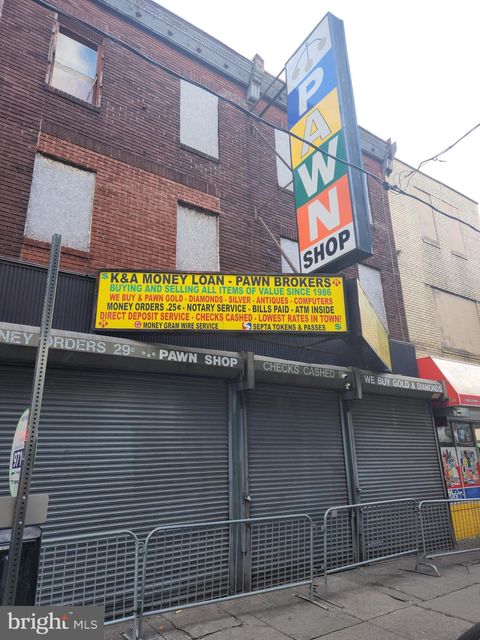 PAWN
SHOP
K&A MONEY LOAN - PAWN BROKERS
BUYING AND SELLING ALL ITEMS OF VALUE SINCE 1986
WE BUY & PAWN GOLD - DIAMONDS - SILVER - ANTIQUES - COMPUTERS
MONEY ORDERS .25¢ - NOTARY SERVICE - BILLS PAID - ATM INSIDE
DIRECT DEPOSIT SERVICE - CHECKS CASHED - LOWEST RATES IN TOWN!
MONEY GRAM WIRE SERVICE SEPTA TOKENS & PASSES
MONEY ORDERS 29¢ PAWN SHOP
CHECKS CASHED
WE BUY GOLD & DIAMONDS
bright MLS